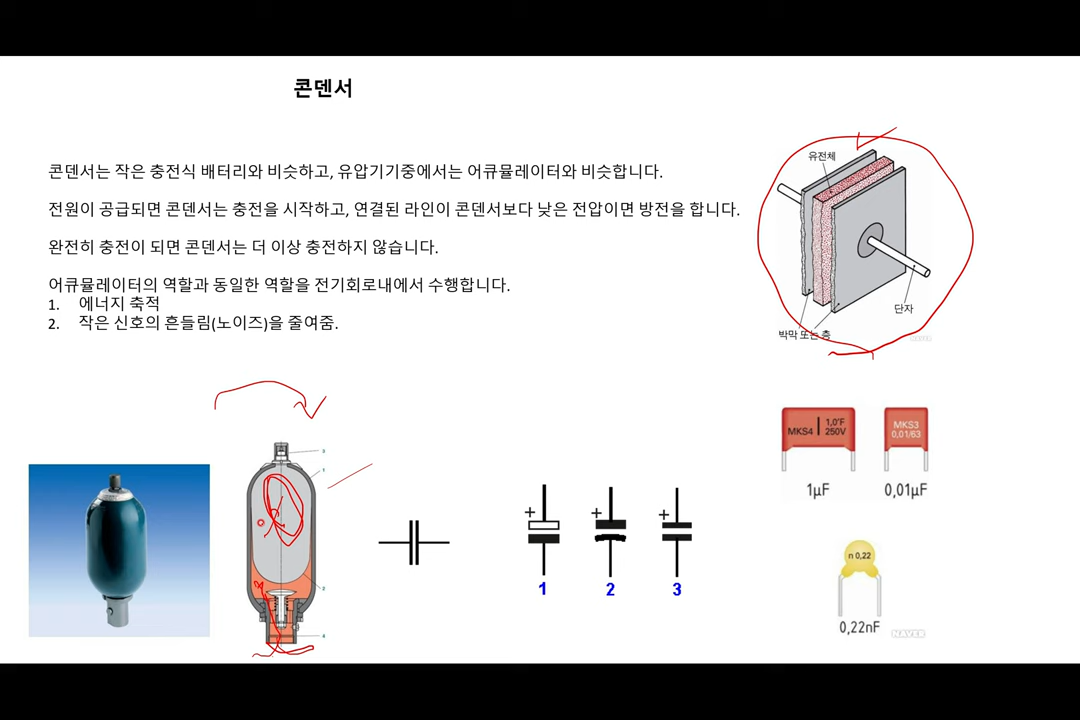 콘덴서
콘덴서는 작은 충전식 배터리와 비슷하고, 유압기기중에서는 어큐뮬레이터와 비슷합니다.
전원이 공급되면 콘덴서는 충전을 시작하고, 연결된 라인이 콘덴서보다 낮은 전압이면 방전을 합니다.
완전히 충전이 되면 콘덴서는 더 이상 충전하지 않습니다.
어큐뮬레이터의 역할과 동일한 역할을 전기회로내에서 수행합니다.
1. 에너지 축적
2. 작은 신호의 흔들림(노이즈)을 줄여줌.
유전체
단자
박막 또는 층
NAVER
3
1
2
4
+ + +
1 2 3
MKS4 1,0'F
250V
MKS3
0,01/63
1μF 0,01μF
n 0,22
0,22nF
NAVER